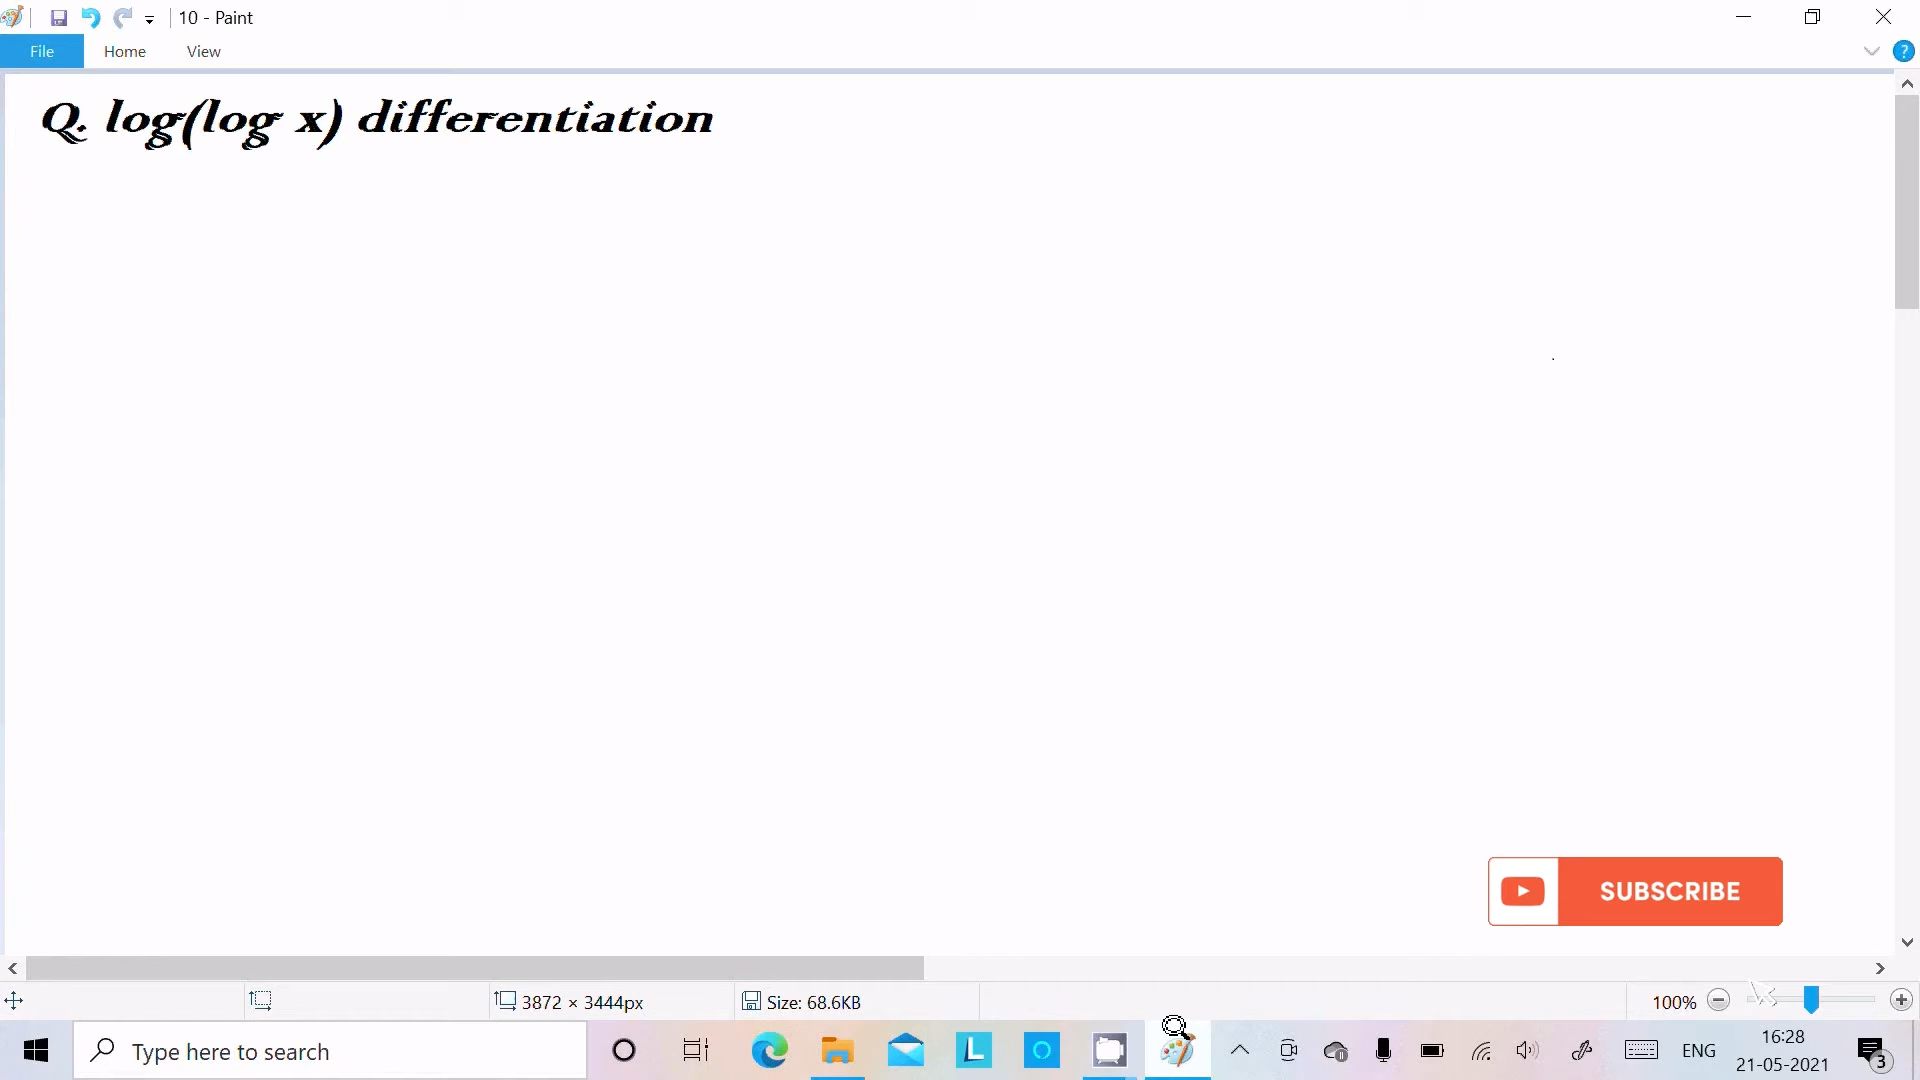 10 - Paint
File Home View
?
Q. log(log x) differentiation
SUBSCRIBE
3872 × 3444px Size: 68.6KB 100%
Type here to search L ENG 16:28
21-05-2021 3